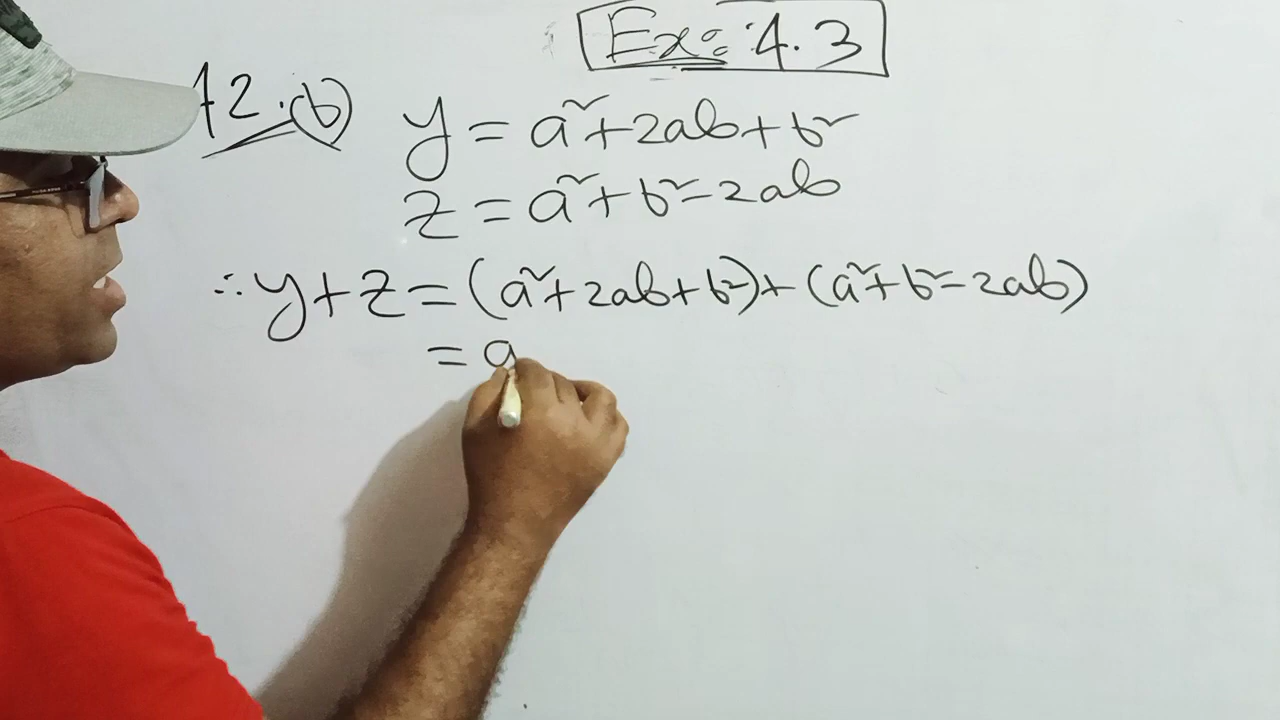 Ex: 4.3
12.(b) y = a²+2ab+b²
z = a²+b²-2ab
∴ y+z = (a²+2ab+b²)+(a²+b²-2ab)
= a